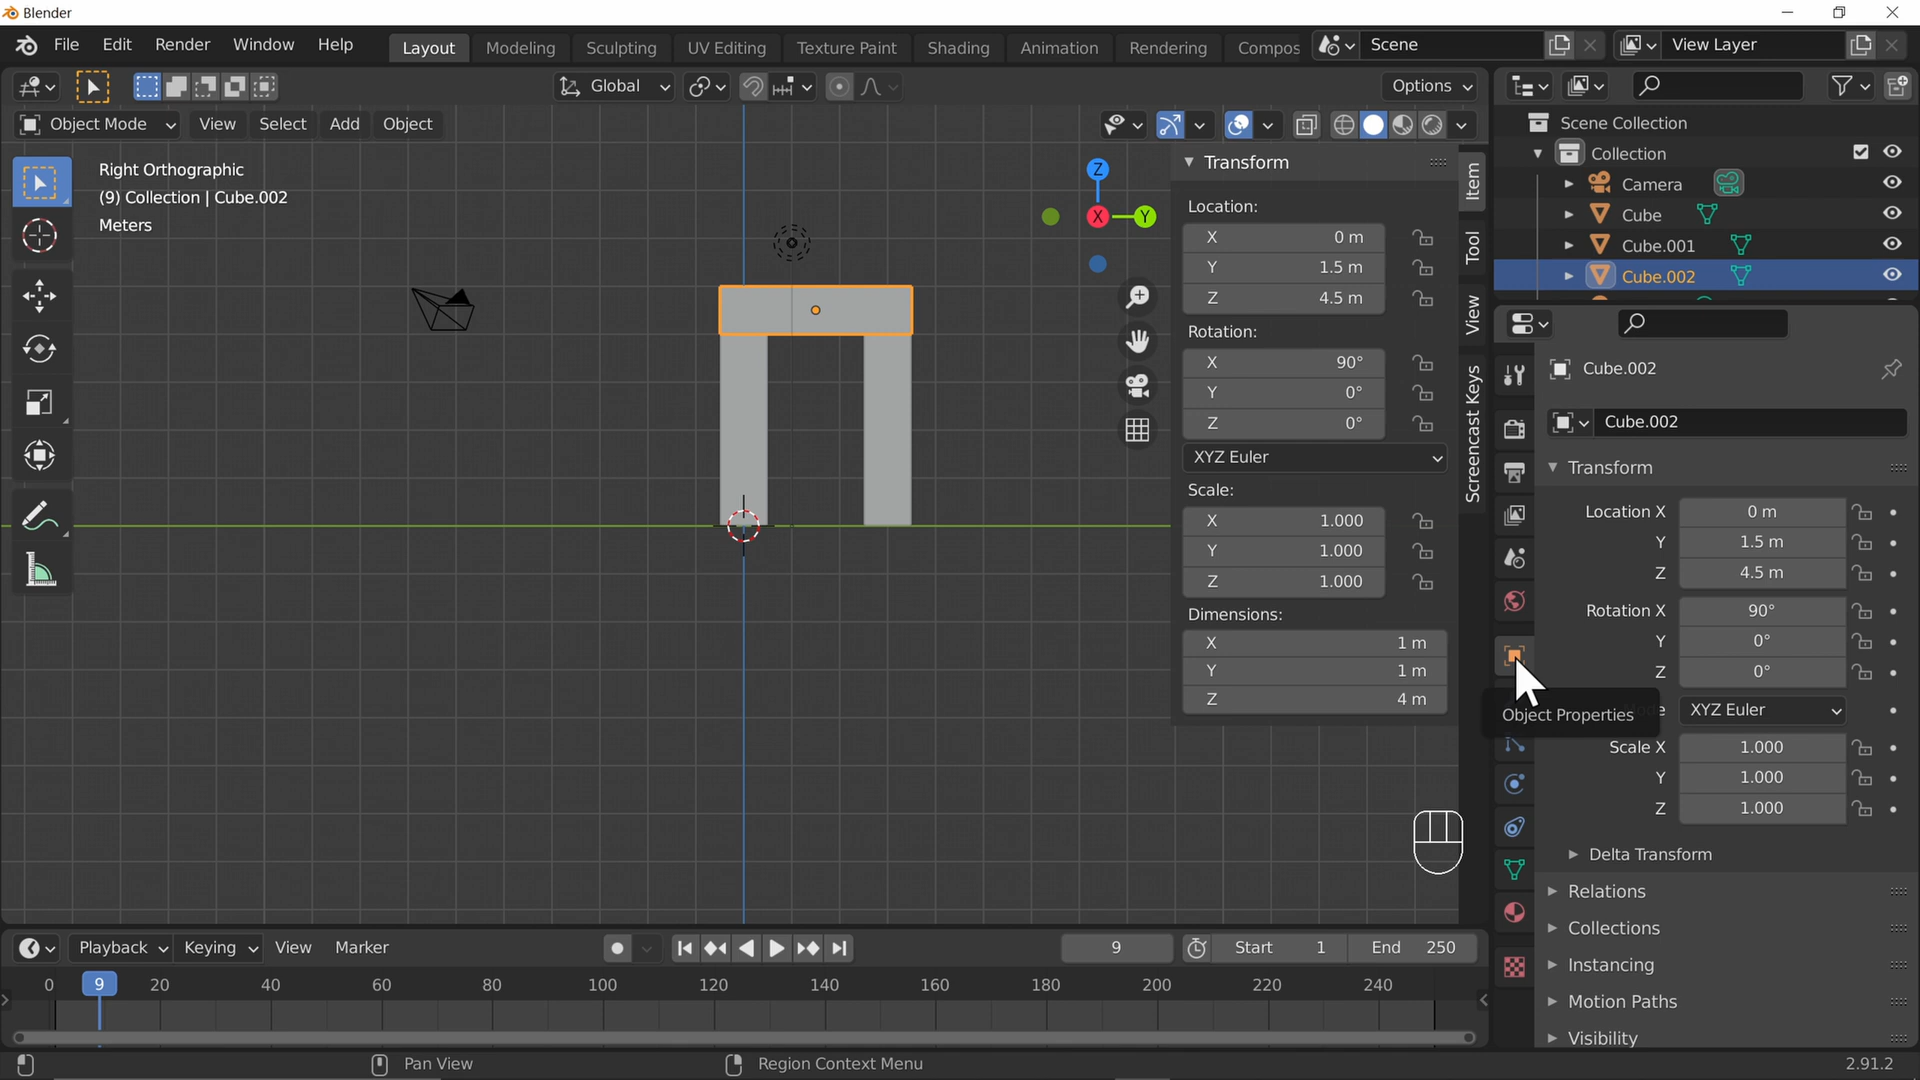 Blender
File Edit Render Window Help Layout Modeling Sculpting UV Editing Texture Paint Shading Animation Rendering Compos Scene View Layer
Global Options
Object Mode View Select Add Object
Right Orthographic
(9) Collection | Cube.002
Meters
Z
X
Y
Transform
Location:
X 0 m
Y 1.5 m
Z 4.5 m
Rotation:
X 90°
Y 0°
Z 0°
XYZ Euler
Scale:
X 1.000
Y 1.000
Z 1.000
Dimensions:
X 1 m
Y 1 m
Z 4 m
Item
Tool
View
Screencast Keys
Scene Collection
Collection
Camera
Cube
Cube.001
Cube.002
Cube.002
Cube.002
Transform
Location X 0 m
Y 1.5 m
Z 4.5 m
Rotation X 90°
Y 0°
Z 0°
XYZ Euler
Object Properties
Scale X 1.000
Y 1.000
Z 1.000
Delta Transform
Relations
Collections
Instancing
Motion Paths
Visibility
Playback Keying View Marker 9 Start 1 End 250
0 9 20 40 60 80 100 120 140 160 180 200 220 240
Pan View Region Context Menu 2.91.2